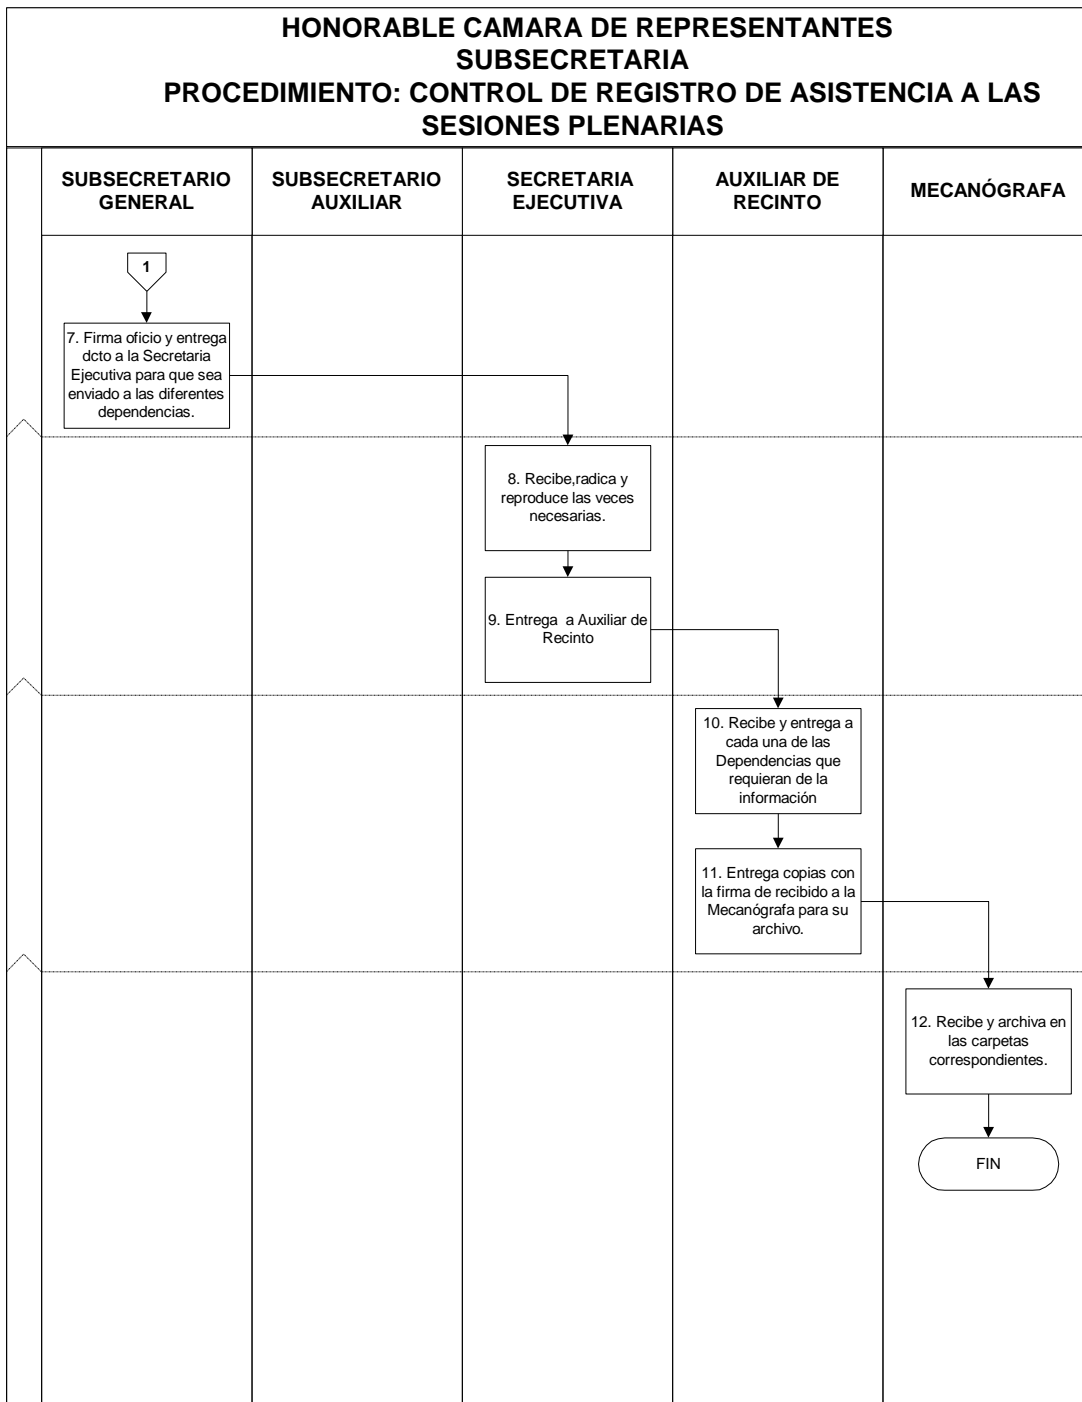 HONORABLE CAMARA DE REPRESENTANTES
SUBSECRETARIA
PROCEDIMIENTO: CONTROL DE REGISTRO DE ASISTENCIA A LAS
SESIONES PLENARIAS
SUBSECRETARIO
GENERAL
SUBSECRETARIO
AUXILIAR
SECRETARIA
EJECUTIVA
AUXILIAR DE
RECINTO
MECANÓGRAFA
1
7. Firma oficio y entrega
dcto a la Secretaria
Ejecutiva para que sea
enviado a las diferentes
dependencias.
8. Recibe,radica y
reproduce las veces
necesarias.
9. Entrega  a Auxiliar de
Recinto
10. Recibe y entrega a
cada una de las
Dependencias que
requieran de la
información
11. Entrega copias con
la firma de recibido a la
Mecanógrafa para su
archivo.
12. Recibe y archiva en
las carpetas
correspondientes.
FIN